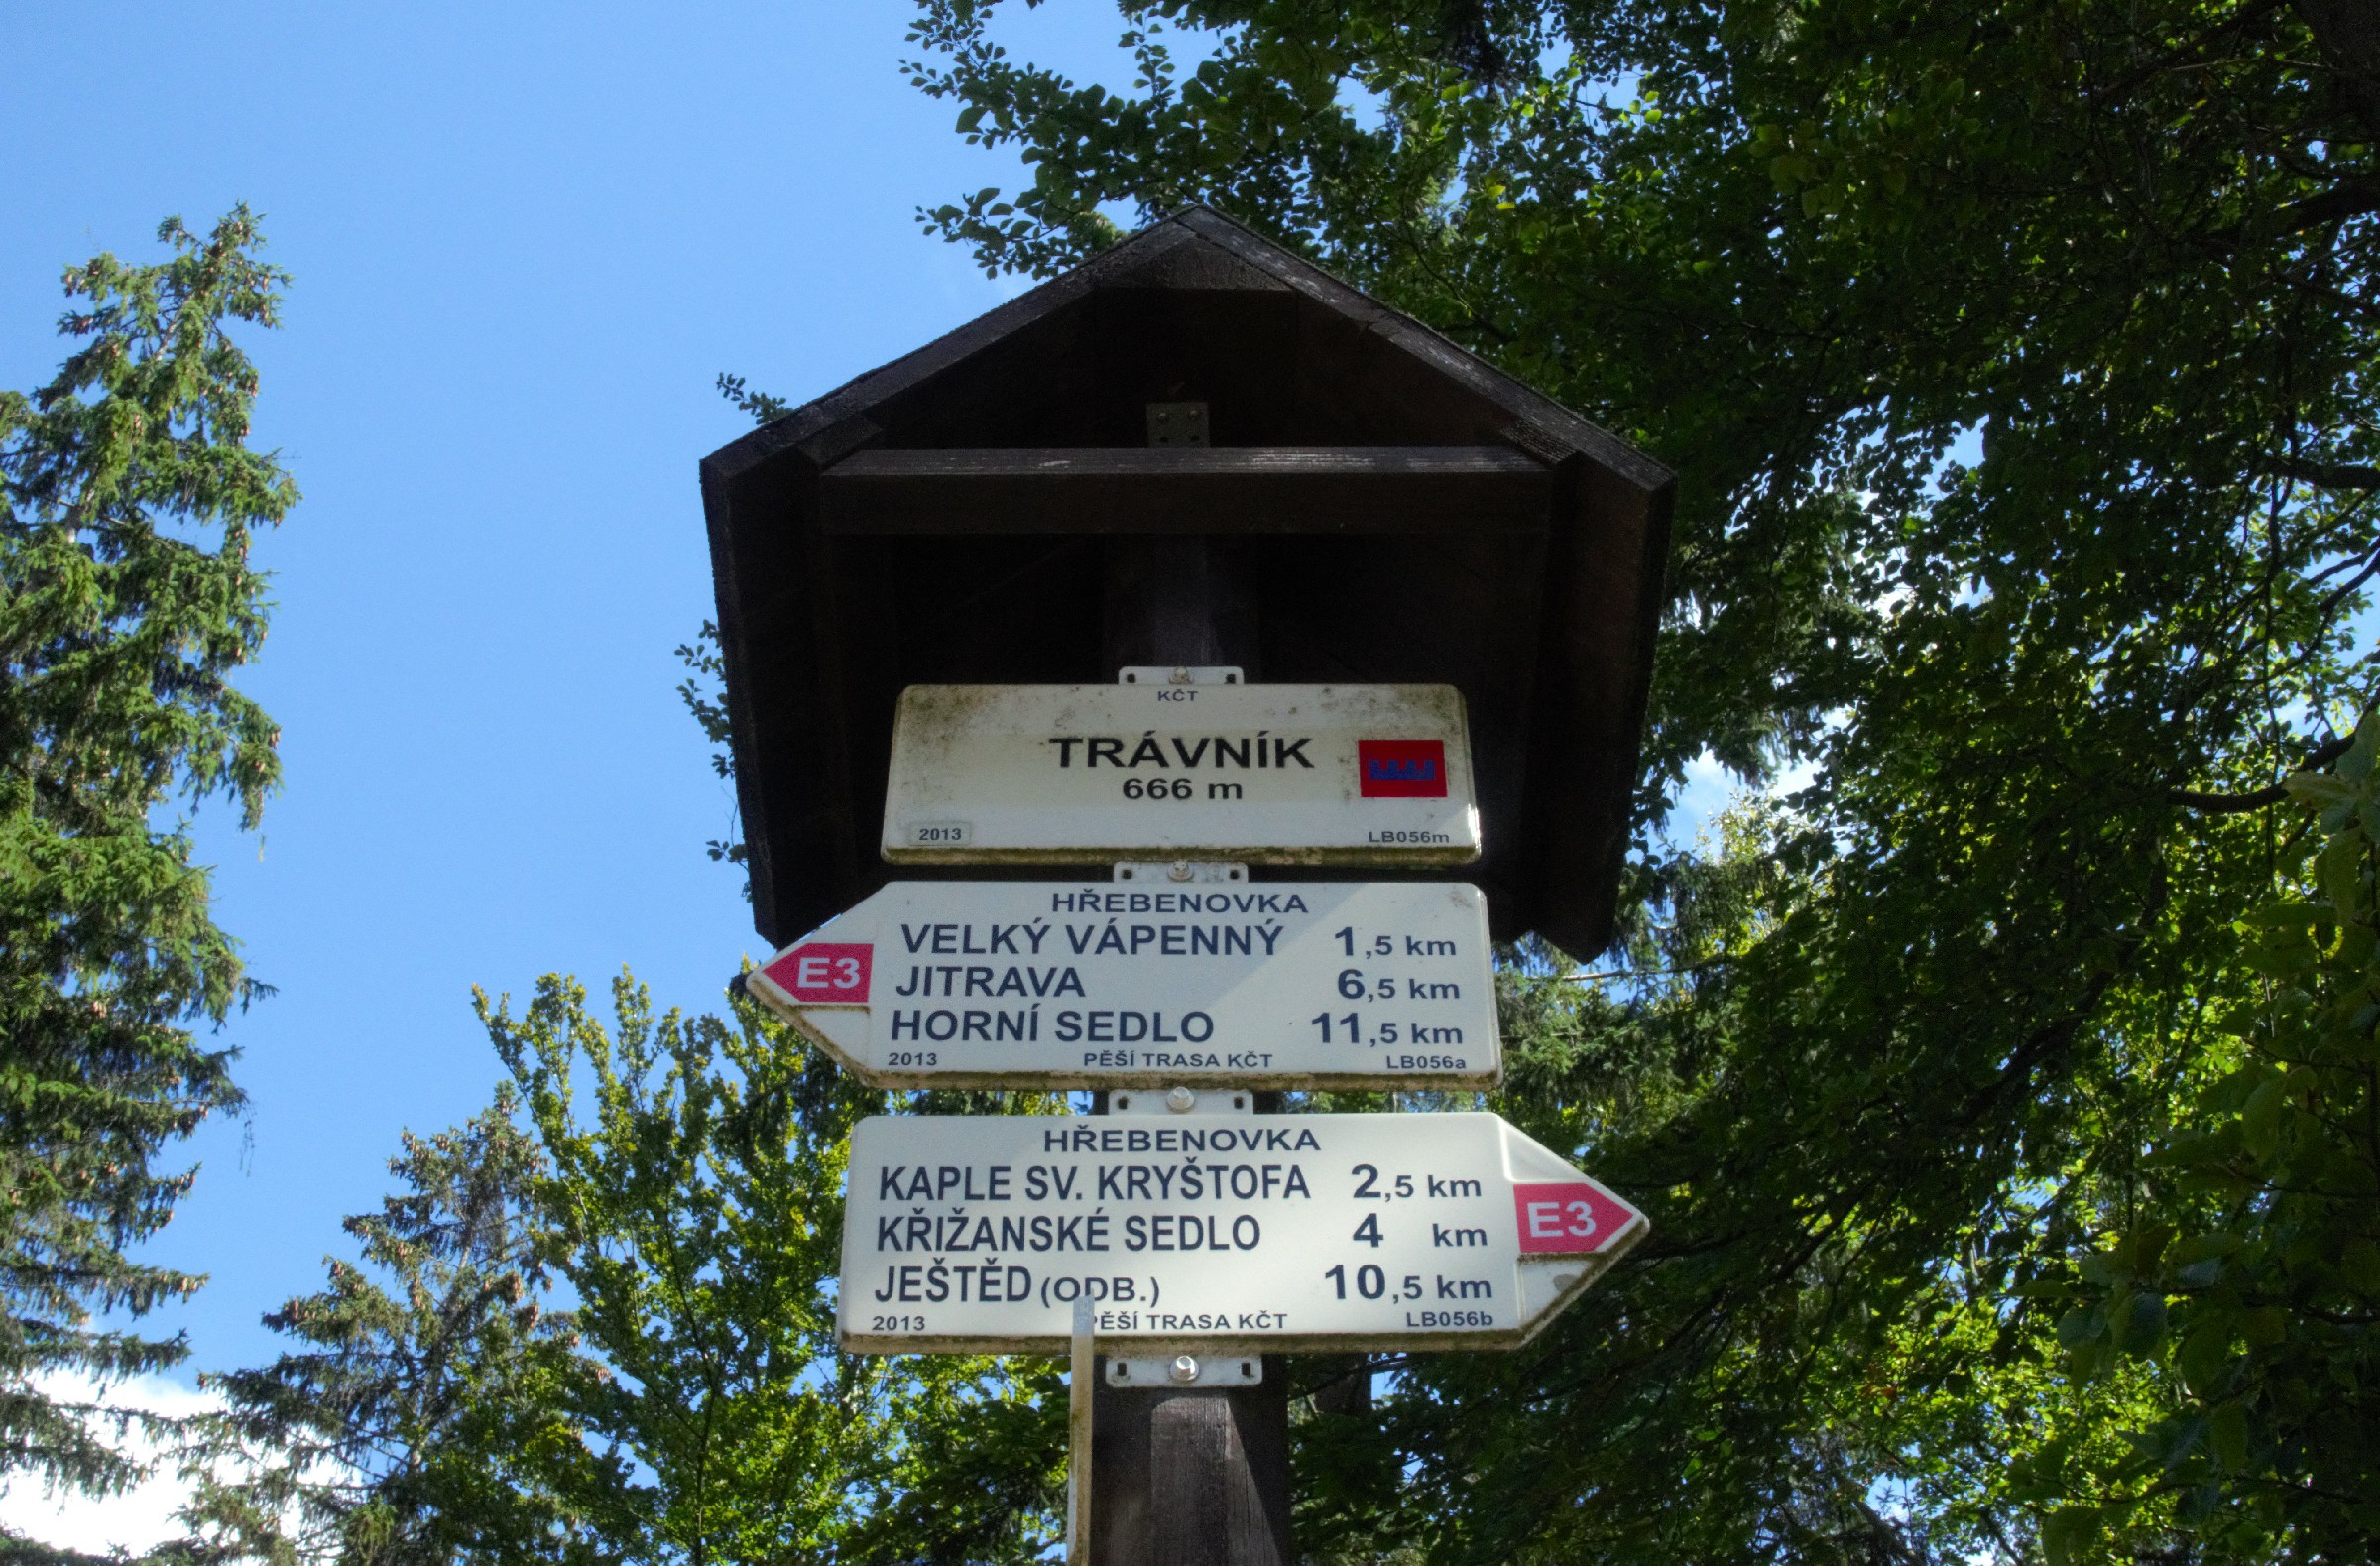 KČT
TRÁVNÍK
666 m
2013 LB056m
HŘEBENOVKA
VELKÝ VÁPENNÝ 1,5 km
E3
JITRAVA 6,5 km
HORNÍ SEDLO 11,5 km
2013 PĚŠÍ TRASA KČT LB056a
HŘEBENOVKA
KAPLE SV. KRYŠTOFA 2,5 km
KŘIŽANSKÉ SEDLO 4 km
E3
JEŠTĚD (ODB.) 10,5 km
2013 PĚŠÍ TRASA KČT LB056b